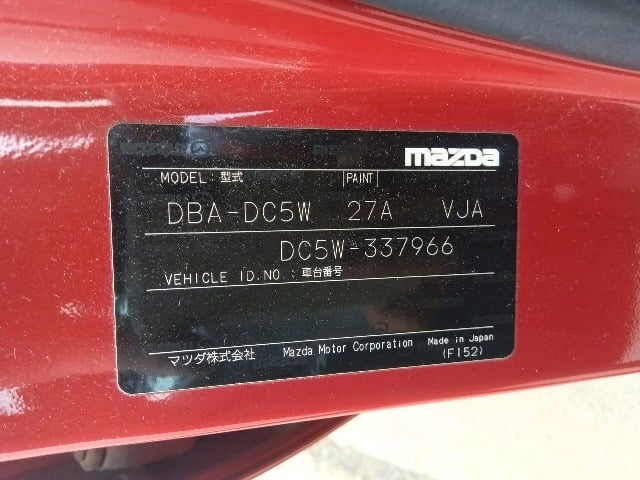 mazda
MODEL:型式 PAINT
DBA-DC5W 27A VJA
DC5W-337966
VEHICLE ID.NO.:車台番号
マツダ株式会社 Mazda Motor Corporation Made in Japan
(F152)